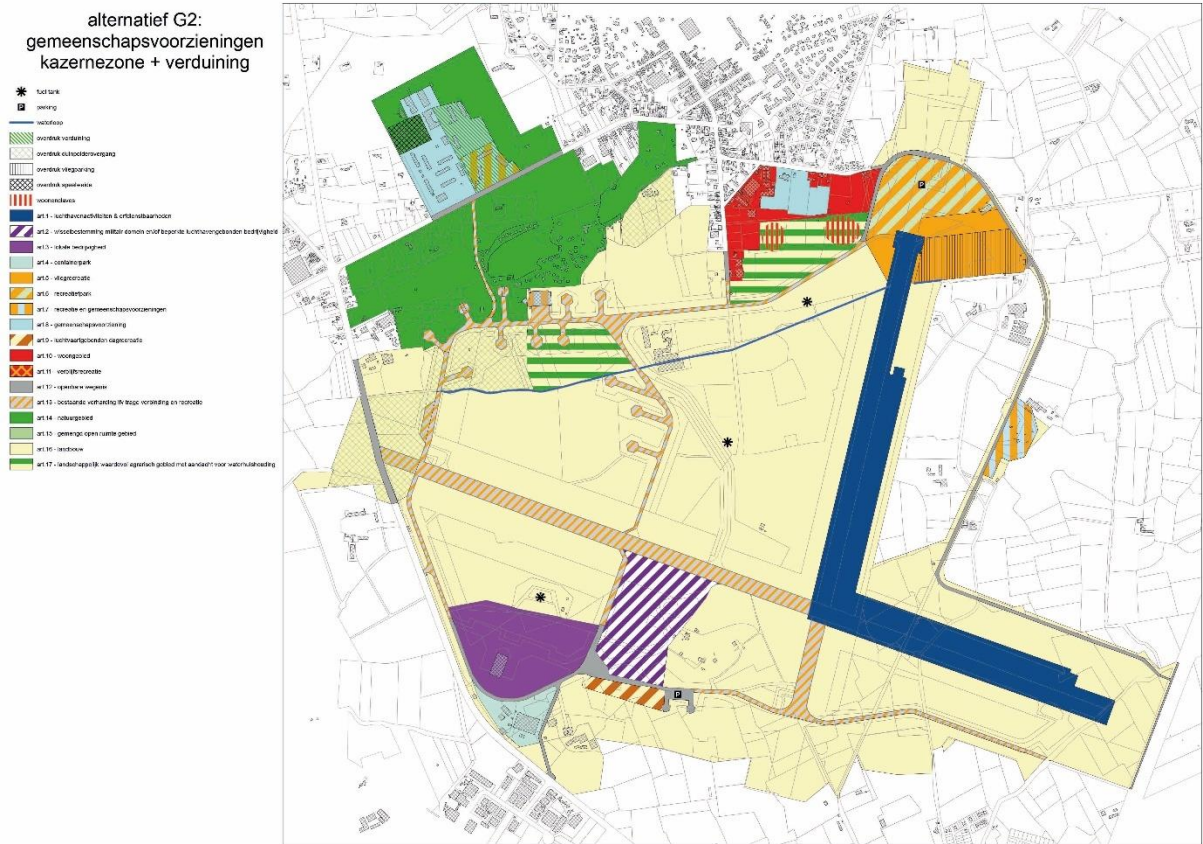 alternatief G2:
gemeenschapsvoorzieningen
kazernezone + verduining
fuel tank
P parking
waterloop
overdruk verduining
overdruk duinpolderovergang
overdruk vliegparking
overdruk speelweide
woonenclaves
art.1 - luchthavenactiviteiten &
art.2 - wisselbestemming militair domein en/of beperkte luchthavengebonden bedrijvigheid
art.3 - lokale bedrijvigheid
art.4 - containerpark
art.5 - vliegrecreatie
art.6 - recreatiepark
art.7 - recreatie en gemeenschapsvoorzieningen
art.8 - gemeenschapsvoorziening
art.9 - luchtvaartgebonden dagrecreatie
art.10 - woongebied
art.11 - verblijfsrecreatie
art.12 - openbare wegenis
art.13 - bestaande verharding ifv trage verbinding en recreatie
art.14 - natuurgebied
art.15 - gemengd open ruimte gebied
art.16 - landbouw
art.17 - landschappelijk waardevol agrarisch gebied met aandacht voor waterhuishouding
P
P